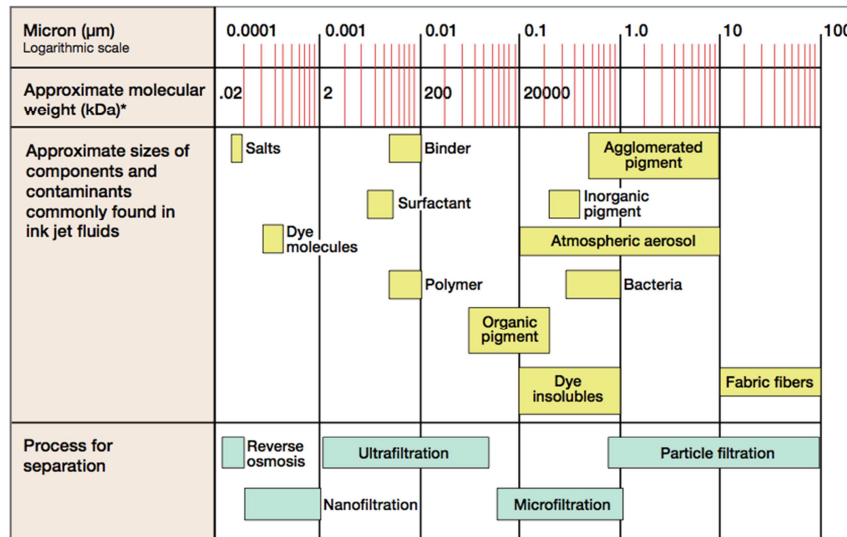 Micron (µm)
Logarithmic scale
0.0001 0.001 0.01 0.1 1.0 10 100
Approximate molecular
weight (kDa)*
.02 2 200 20000
Approximate sizes of
components and
contaminants
commonly found in
ink jet fluids
Salts
Binder
Agglomerated
pigment
Surfactant
Inorganic
pigment
Dye
molecules
Atmospheric aerosol
Polymer
Bacteria
Organic
pigment
Dye
insolubles
Fabric fibers
Process for
separation
Reverse
osmosis
Ultrafiltration
Particle filtration
Nanofiltration
Microfiltration